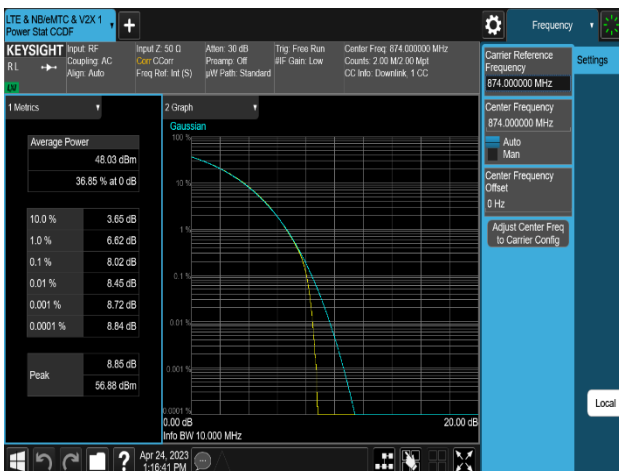 LTE & NB/eMTC & V2X 1
Power Stat CCDF
Frequency
KEYSIGHT
R L
LW
Input: RF
Coupling: AC
Align: Auto
Input Z: 50 Ω
Corr CCorr
Freq Ref: Int (S)
Atten: 30 dB
Preamp: Off
µW Path: Standard
Trig: Free Run
#IF Gain: Low
Center Freq: 874.000000 MHz
Counts: 2.00 M/2.00 Mpt
CC Info: Downlink, 1 CC
1 Metrics
Average Power
48.03 dBm
36.85 % at 0 dB
10.0 % 3.65 dB
1.0 % 6.62 dB
0.1 % 8.02 dB
0.01 % 8.45 dB
0.001 % 8.72 dB
0.0001 % 8.84 dB
Peak
8.85 dB
56.88 dBm
2 Graph
Gaussian
100 %
10 %
1 %
0.1 %
0.01 %
0.001 %
0.0001 %
0.00 dB
20.00 dB
Info BW 10.000 MHz
Carrier Reference
Frequency
874.000000 MHz
Center Frequency
874.000000 MHz
Auto
Man
Center Frequency
Offset
0 Hz
Adjust Center Freq
to Carrier Config
Settings
Local
?
Apr 24, 2023
1:16:41 PM